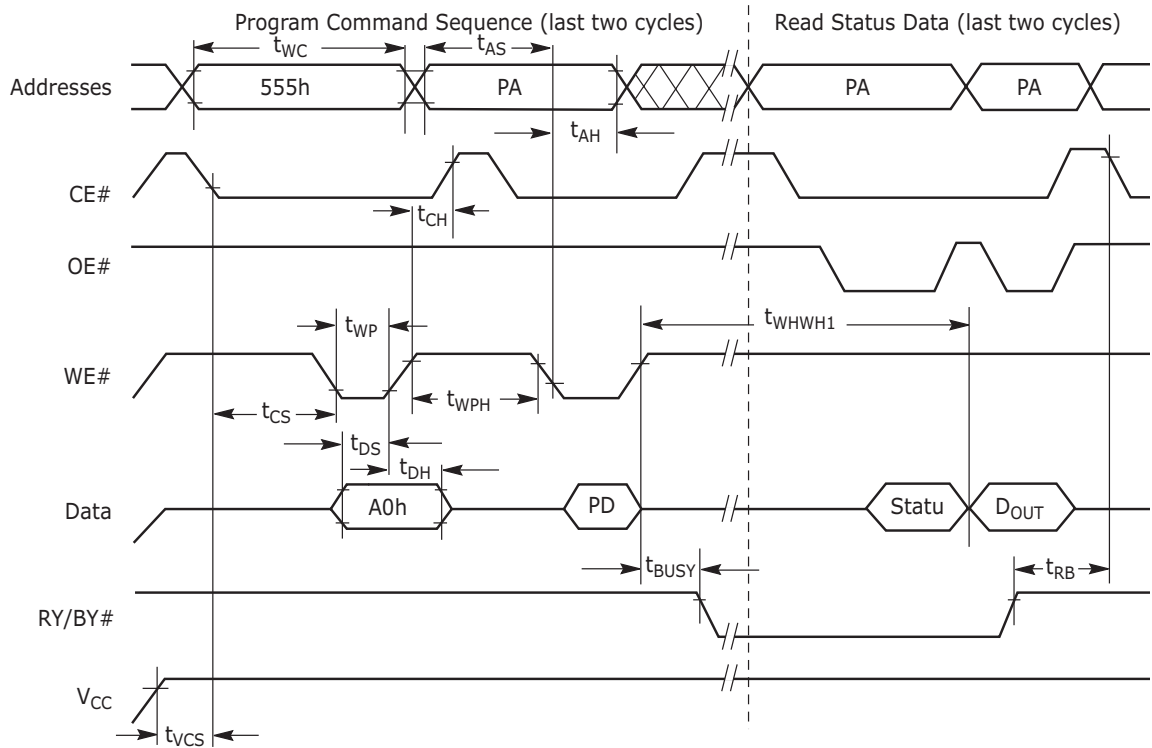 Program Command Sequence (last two cycles)
Read Status Data (last two cycles)
tWC
tAS
Addresses
555h
PA
PA
PA
tAH
CE#
tCH
OE#
tWP
tWHWH1
WE#
tCS
tWPH
tDS
tDH
Data
A0h
PD
Statu
DOUT
tBUSY
tRB
RY/BY#
VCC
tVCS